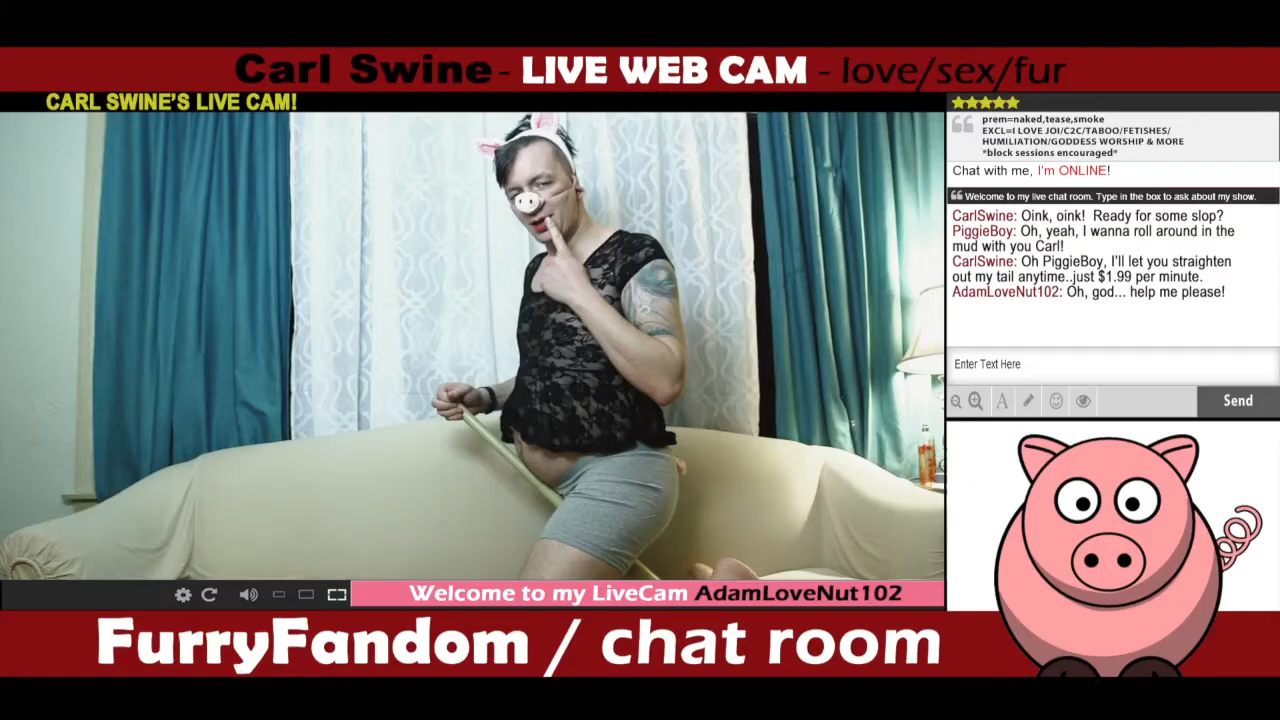 Carl Swine - LIVE WEB CAM - love/sex/fur
CARL SWINE'S LIVE CAM!
prem=naked,tease,smoke
EXCL=I LOVE JOI/C2C/TABOO/FETISHES/
HUMILIATION/GODDESS WORSHIP & MORE
*block sessions encouraged*
Chat with me, I'm ONLINE!
Welcome to my live chat room. Type in the box to ask about my show.
CarlSwine: Oink, oink! Ready for some slop?
PiggieBoy: Oh, yeah, I wanna roll around in the
mud with you Carl!
CarlSwine: Oh PiggieBoy, I'll let you straighten
out my tail anytime..just $1.99 per minute.
AdamLoveNut102: Oh, god... help me please!
Enter Text Here
A
Send
Welcome to my LiveCam AdamLoveNut102
FurryFandom / chat room